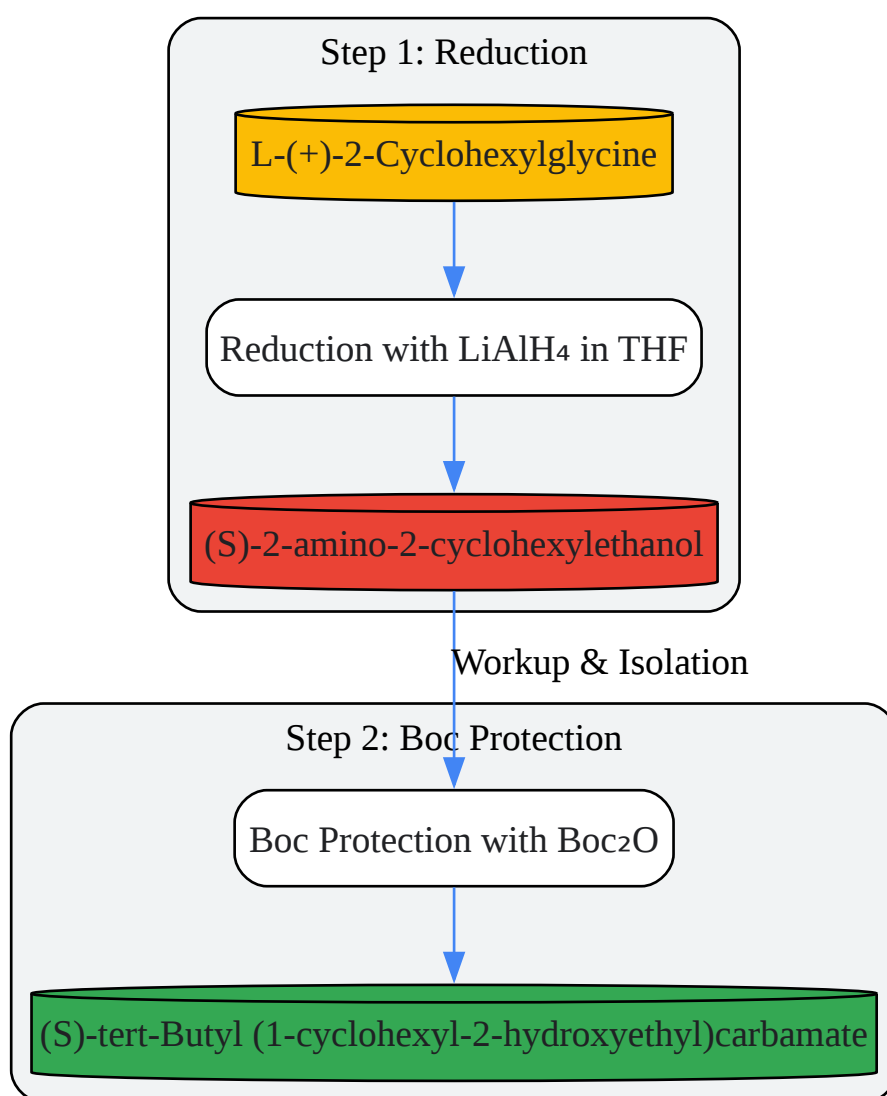 Step 1: Reduction
L-(+)-2-Cyclohexylglycine
Reduction with LiAlH₄ in THF
(S)-2-amino-2-cyclohexylethanol
Workup & Isolation
Step 2: Boc Protection
Boc Protection with Boc₂O
(S)-tert-Butyl (1-cyclohexyl-2-hydroxyethyl)carbamate